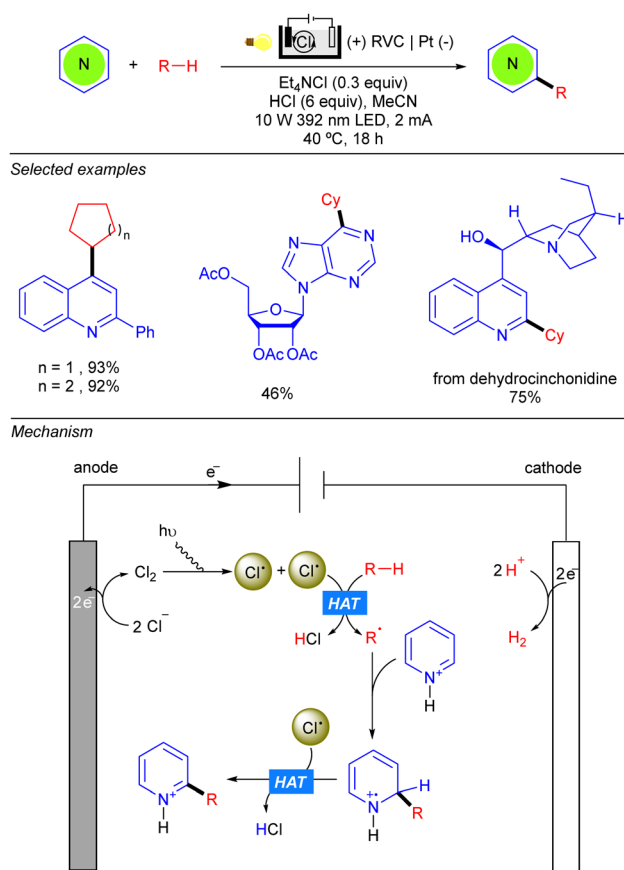 N + R–H (+) RVC | Pt (-) N R
Cl
Et₄NCl (0.3 equiv)
HCl (6 equiv), MeCN
10 W 392 nm LED, 2 mA
40 ºC, 18 h
Selected examples
( )n
N Ph
n = 1 , 93%
n = 2 , 92%
Cy
N N N N
AcO O
OAc OAc
46%
H N H
HO
N Cy
from dehydrocinchonidine
75%
Mechanism
anode e⁻ cathode
hυ
Cl₂ Cl• + Cl• R–H 2 H⁺ 2e⁻
2e⁻ HAT
2 Cl⁻ HCl R• H₂
N⁺
H
Cl•
N⁺ R HAT H
H HCl N +• R
H